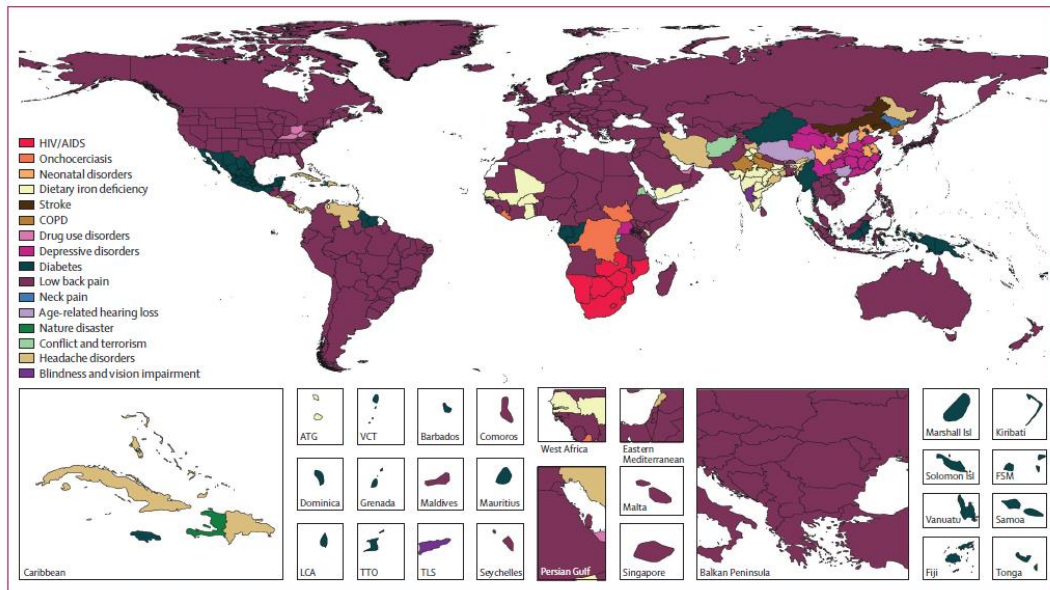 HIV/AIDS
Onchocerciasis
Neonatal disorders
Dietary iron deficiency
Stroke
COPD
Drug use disorders
Depressive disorders
Diabetes
Low back pain
Neck pain
Age-related hearing loss
Nature disaster
Conflict and terrorism
Headache disorders
Blindness and vision impairment
Caribbean
ATG
VCT
Barbados
Comoros
West Africa
Eastern
Mediterranean
Dominica
Grenada
Maldives
Mauritius
Malta
LCA
TTO
TLS
Seychelles
Persian Gulf
Singapore
Balkan Peninsula
Marshall Isl
Kiribati
Solomon Isl
FSM
Vanuatu
Samoa
Fiji
Tonga